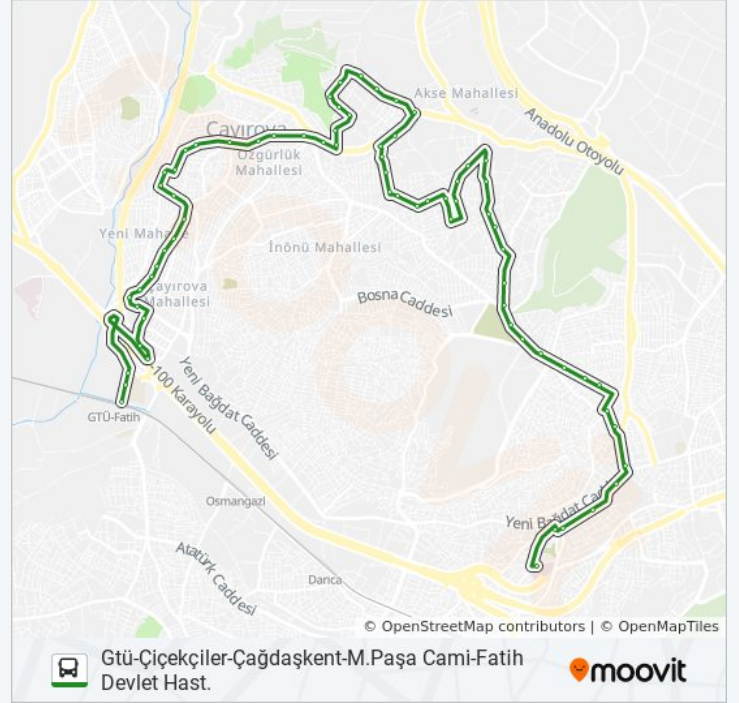 Akse Mahallesi
Anadolu Otoyolu
Çayırova
Özgürlük
Mahallesi
Yeni Maha e
İnönü Mahallesi
Çayırova
Mahallesi
Bosna Caddesi
-100 Karayolu
Yeni Bağdat Caddesi
GTÜ-Fatih
Osmangazi
Yeni Bağdat Cadd
Atatürk Caddesi
Darıca
© OpenStreetMap contributors | © OpenMapTiles
Gtü-Çiçekçiler-Çağdaşkent-M.Paşa Cami-Fatih
Devlet Hast.
moovit